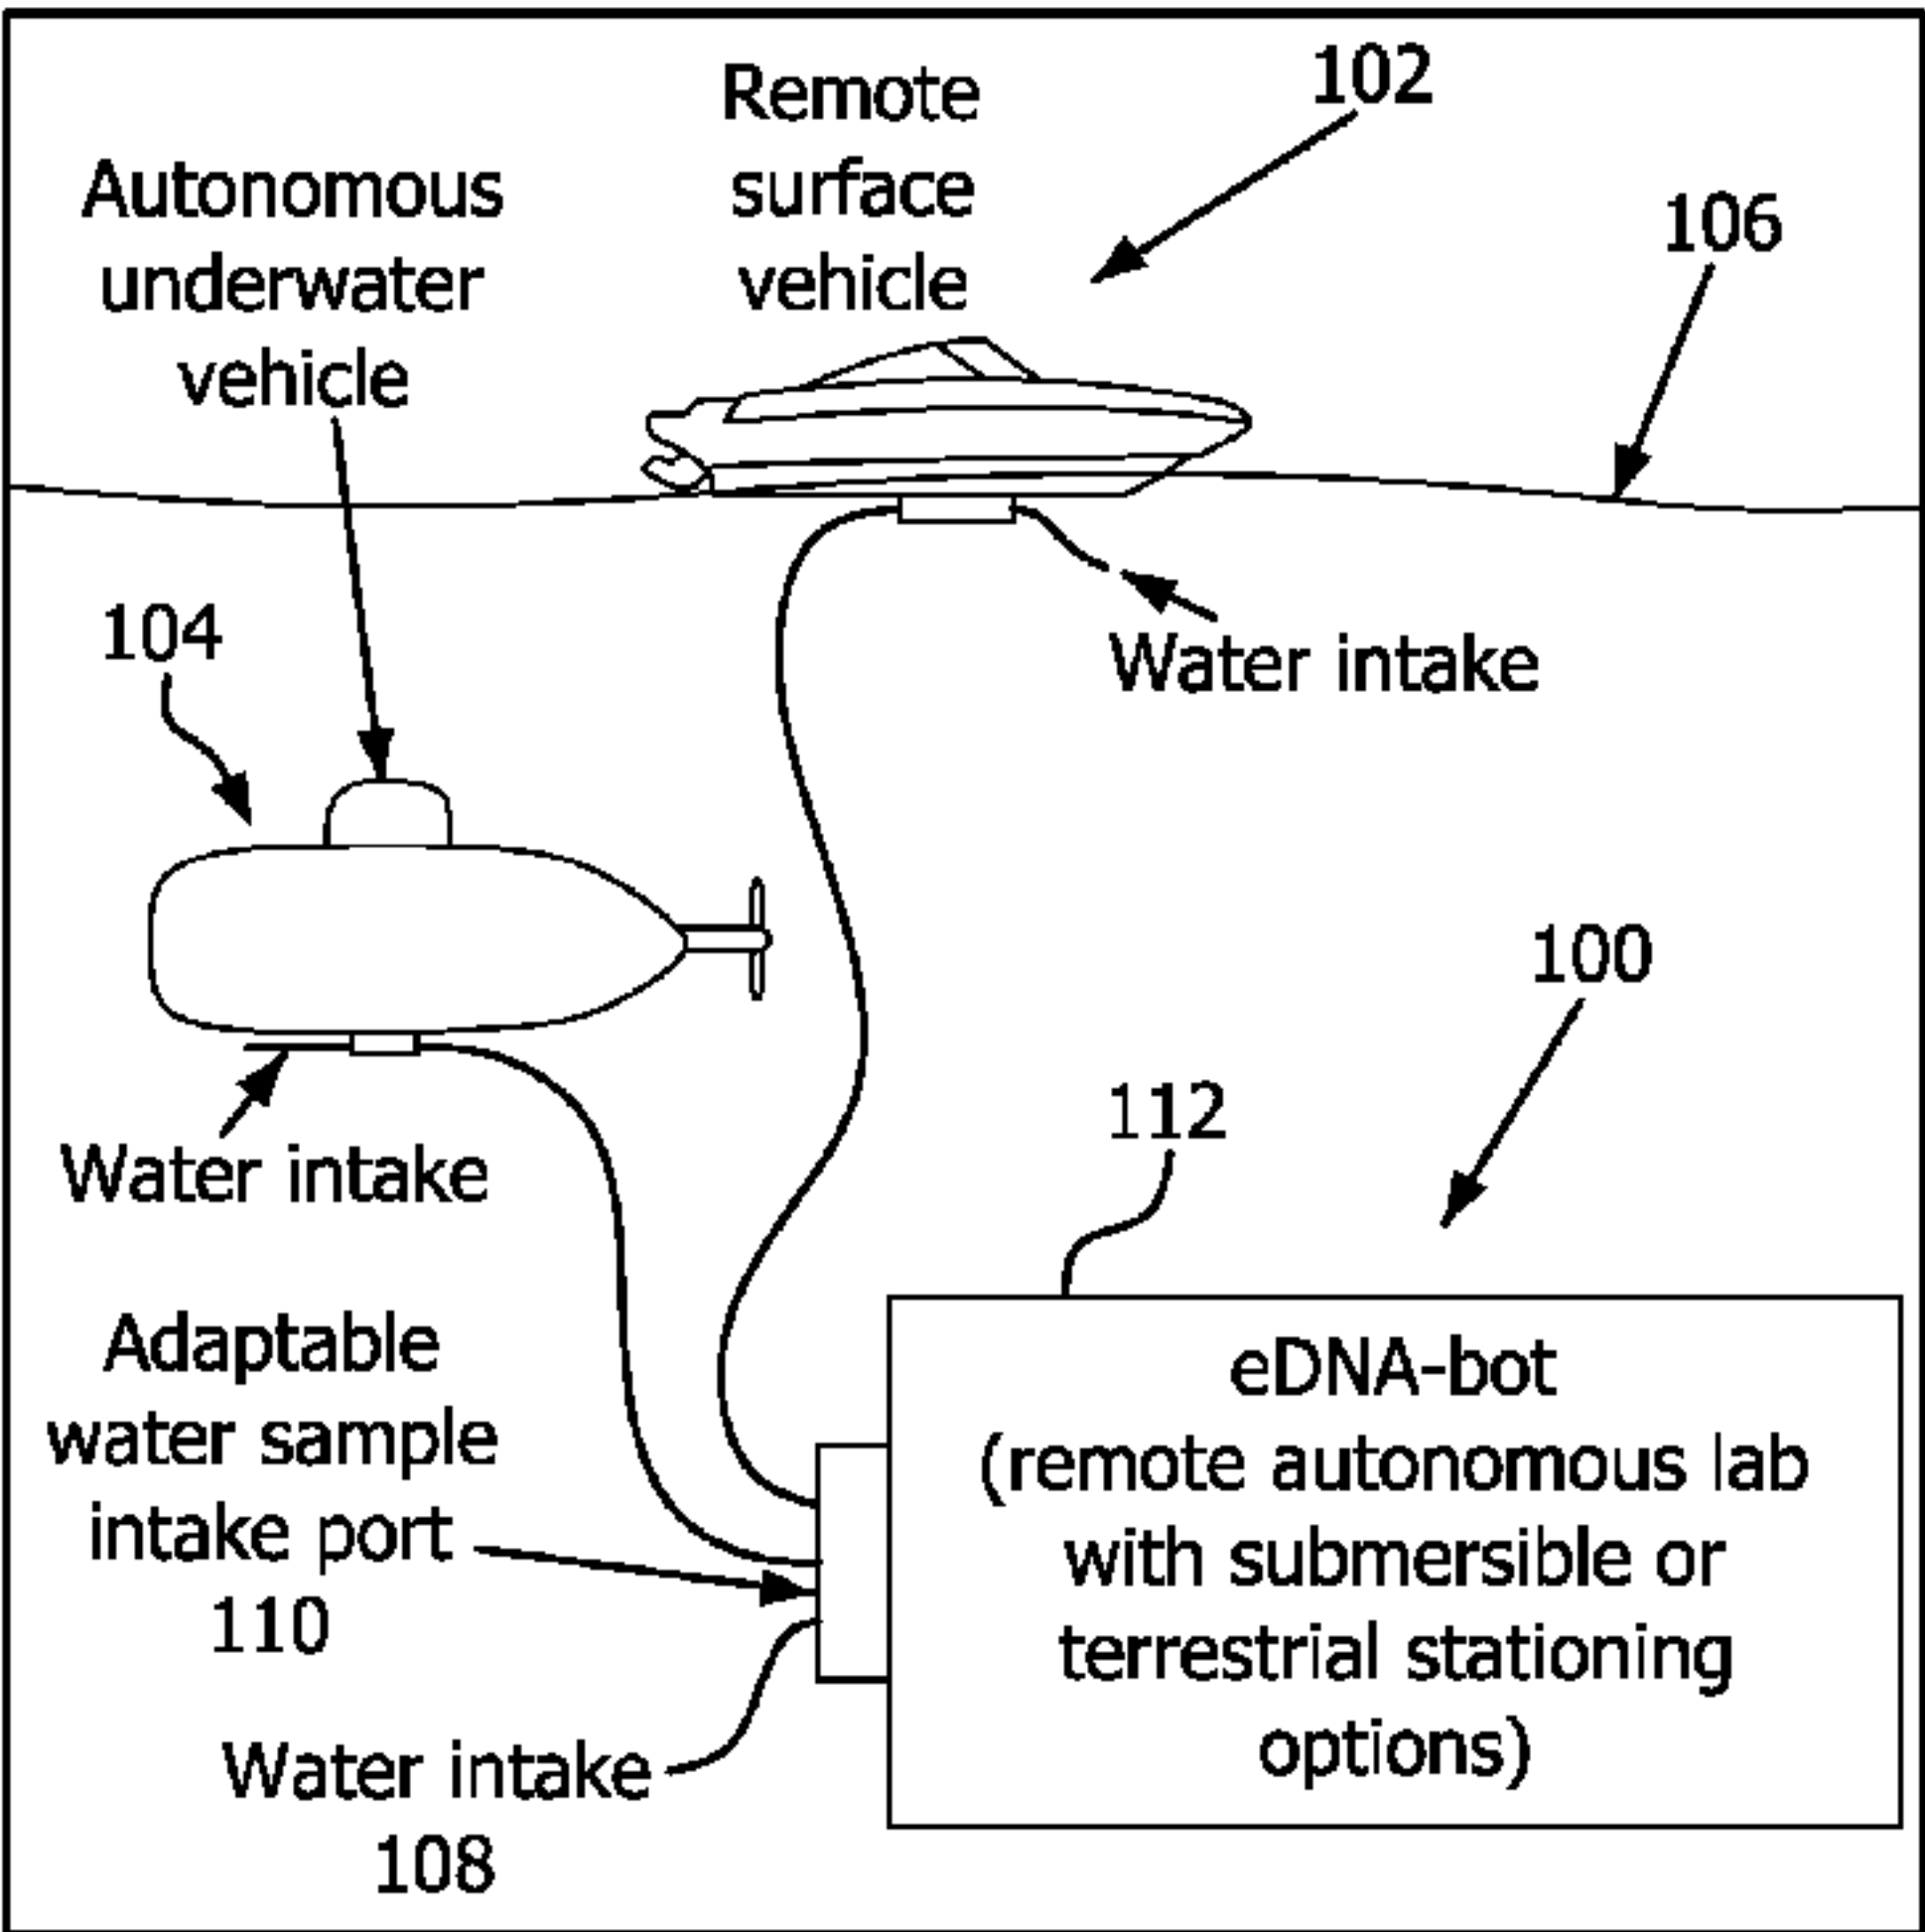 Remote
surface
vehicle
102
Autonomous
underwater
vehicle
106
104
Water intake
100
112
Water intake
Adaptable
water sample
intake port
110
eDNA-bot
(remote autonomous lab
with submersible or
terrestrial stationing
options)
Water intake
108